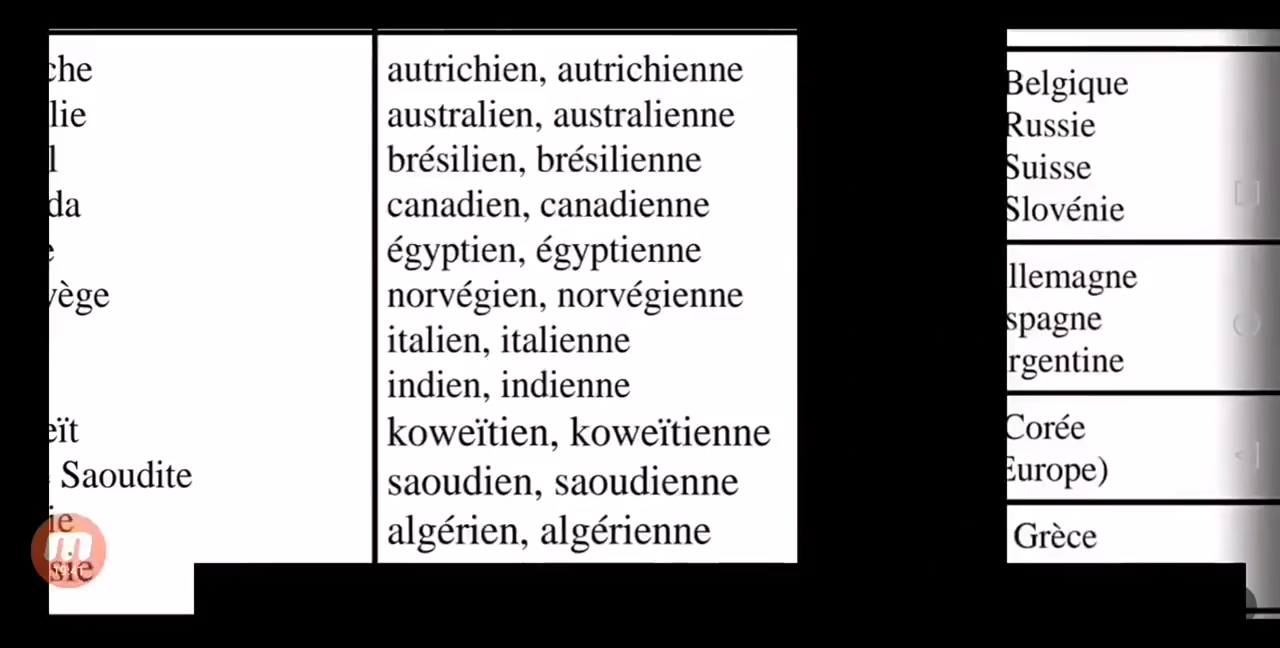 che
lie
l
da
e
vège
eït
Saoudite
ie
sie
autrichien, autrichienne
australien, australienne
brésilien, brésilienne
canadien, canadienne
égyptien, égyptienne
norvégien, norvégienne
italien, italienne
indien, indienne
koweïtien, koweïtienne
saoudien, saoudienne
algérien, algérienne
Belgique
Russie
Suisse
Slovénie
llemagne
spagne
rgentine
Corée
Europe)
Grèce